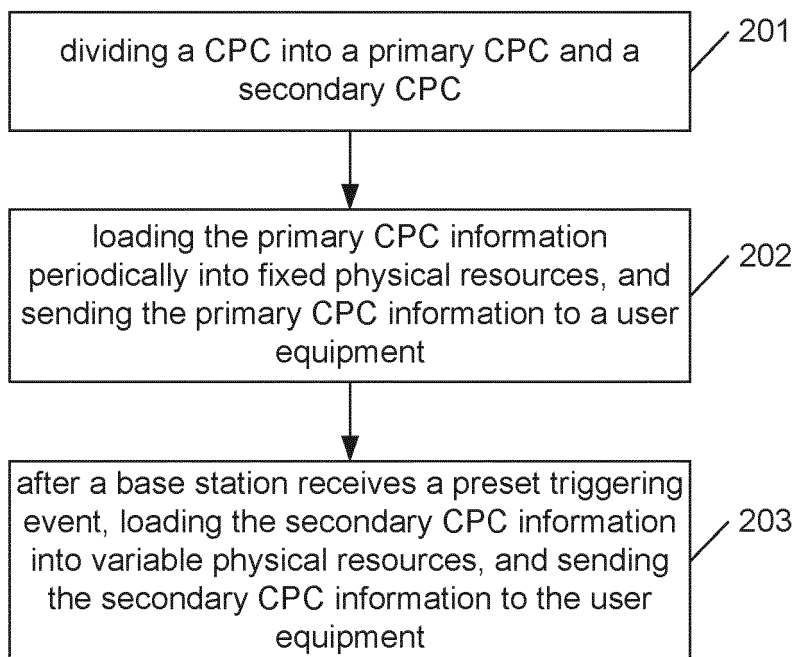 dividing a CPC into a primary CPC and a
secondary CPC
201
loading the primary CPC information
periodically into fixed physical resources, and
sending the primary CPC information to a user
equipment
202
after a base station receives a preset triggering
event, loading the secondary CPC information
into variable physical resources, and sending
the secondary CPC information to the user
equipment
203